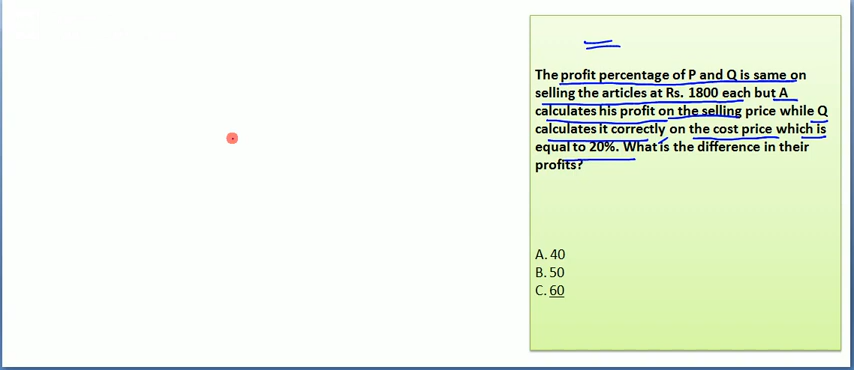 The profit percentage of P and Q is same on
selling the articles at Rs. 1800 each but A
calculates his profit on the selling price while Q
calculates it correctly on the cost price which is
equal to 20%. What is the difference in their
profits?
A. 40
B. 50
C. 60